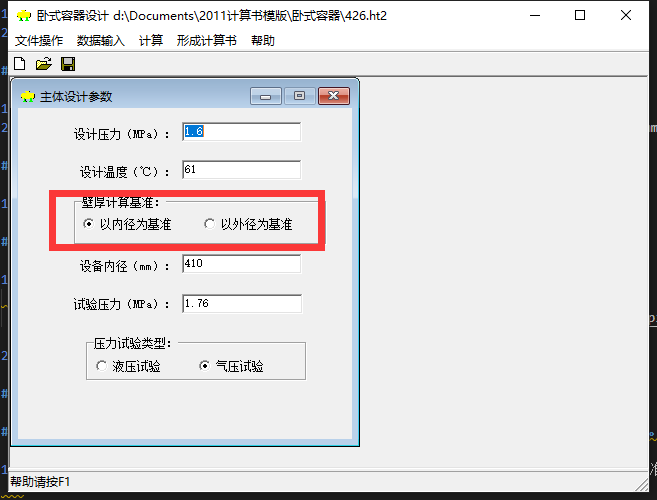 卧式容器设计 d:\Documents\2011计算书模版\卧式容器\426.ht2
文件操作 数据输入 计算 形成计算书 帮助
主体设计参数
设计压力（MPa）： 1.6
设计温度（℃）： 61
壁厚计算基准：
以内径为基准 以外径为基准
设备内径（mm）： 410
试验压力（MPa）： 1.76
压力试验类型：
液压试验 气压试验
帮助请按F1